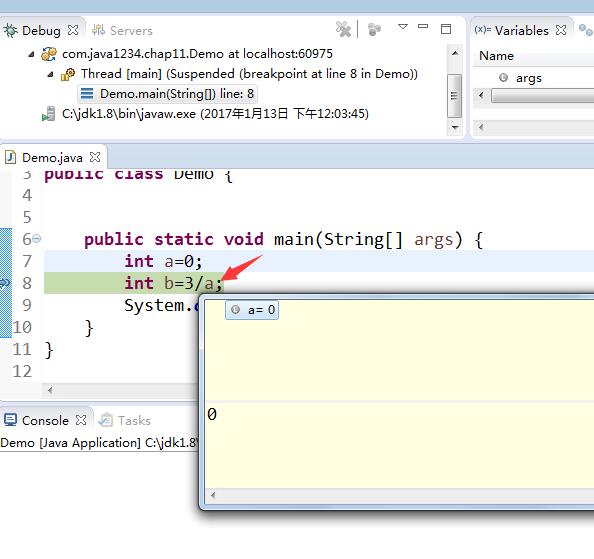 Debug Servers
com.java1234.chap11.Demo at localhost:60975
Thread [main] (Suspended (breakpoint at line 8 in Demo))
Demo.main(String[]) line: 8
C:\jdk1.8\bin\javaw.exe (2017年1月13日 下午12:03:45)
(x)= Variables
Name
args
Demo.java
3 public class Demo {
4
5
6 public static void main(String[] args) {
7 int a=0;
8 int b=3/a;
9 System.
10 }
11 }
12
a= 0
0
Console Tasks
Demo [Java Application] C:\jdk1.8\